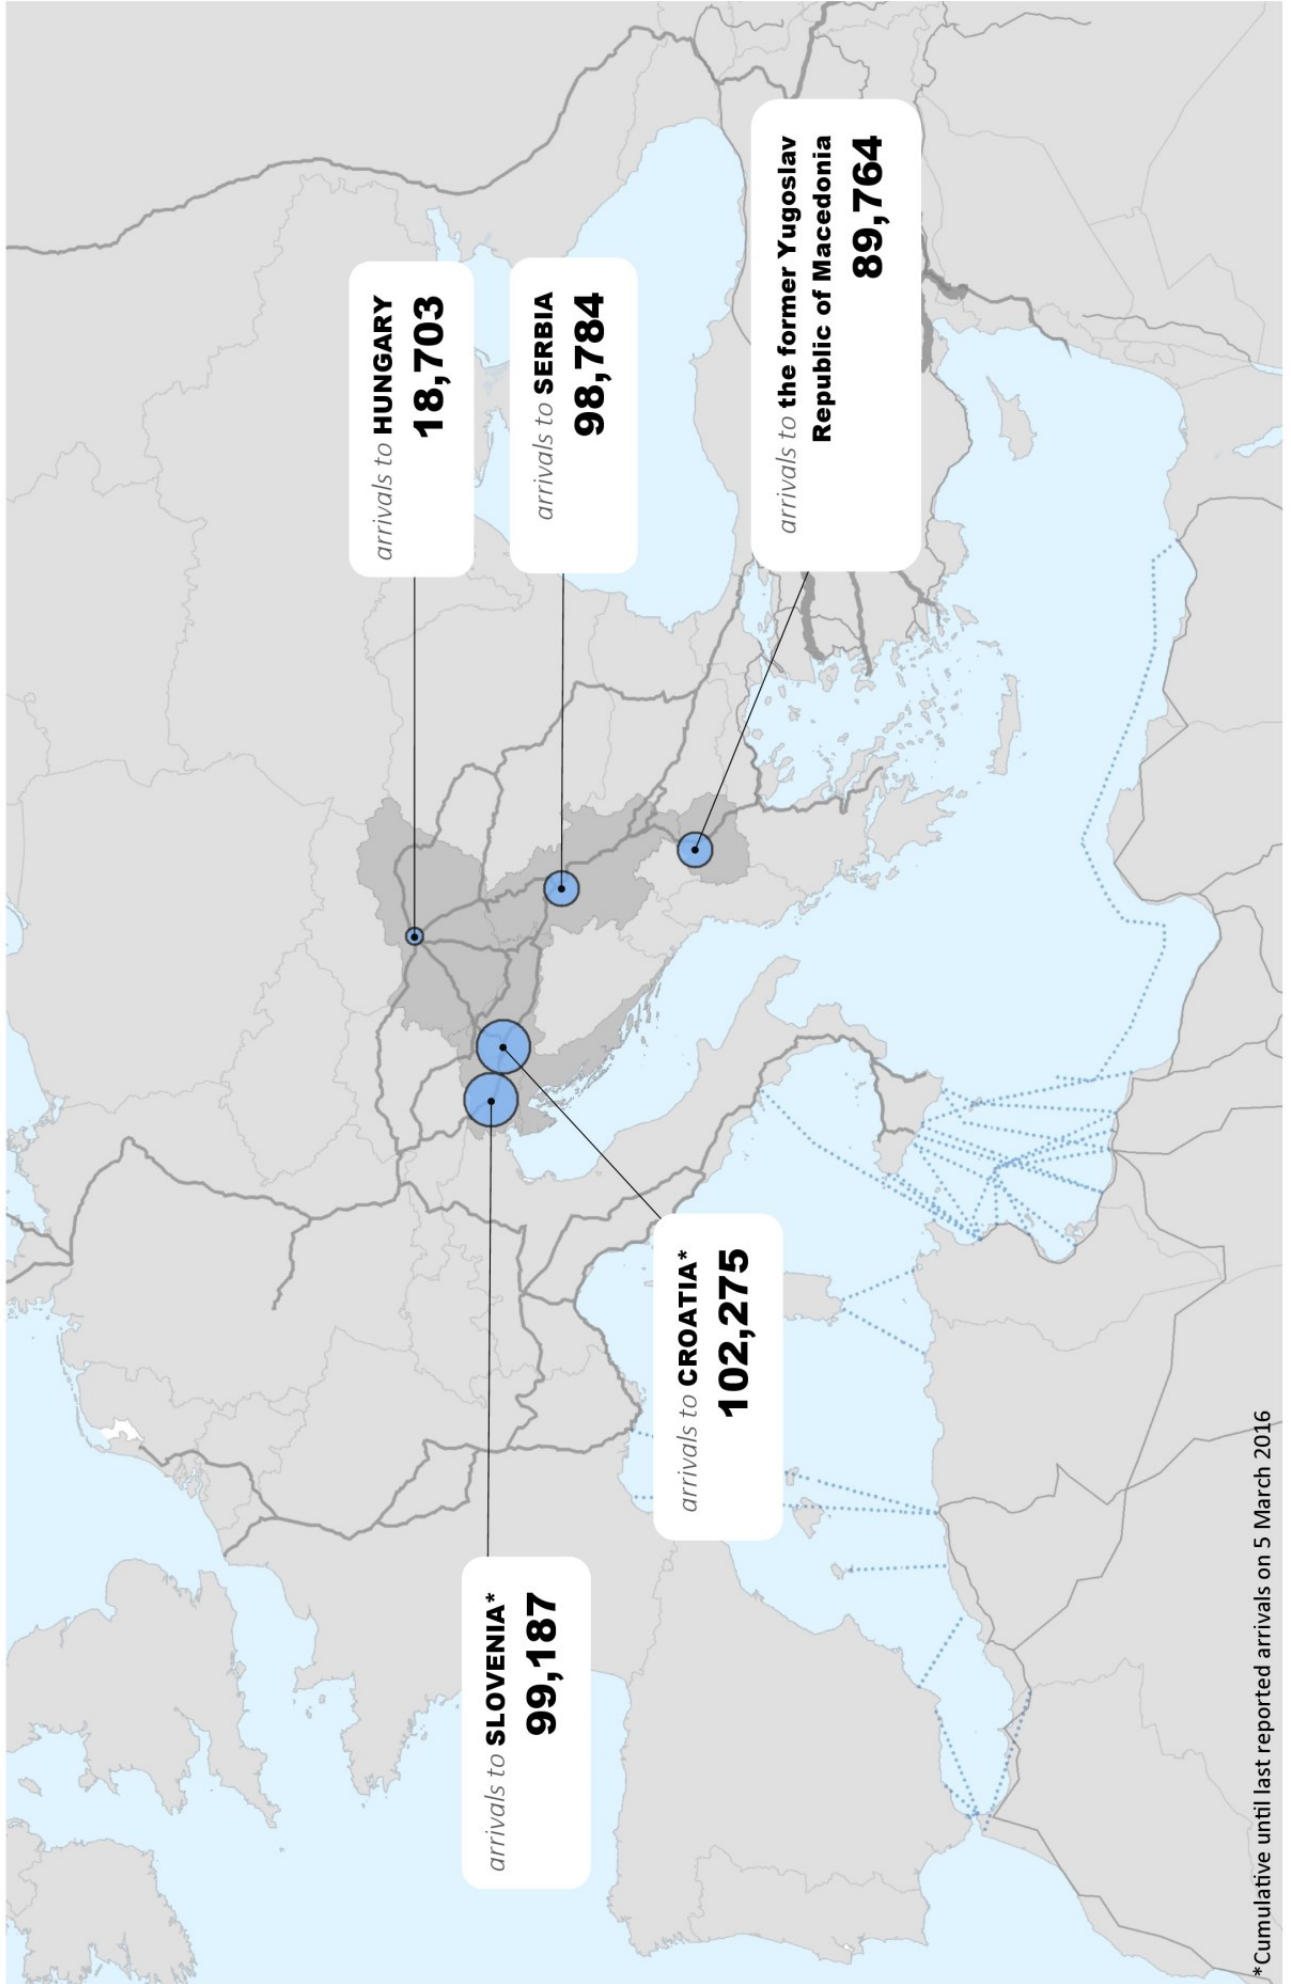 arrivals to HUNGARY
18,703
arrivals to SERBIA
98,784
arrivals to the former Yugoslav
Republic of Macedonia
89,764
arrivals to SLOVENIA*
99,187
arrivals to CROATIA*
102,275
*Cumulative until last reported arrivals on 5 March 2016